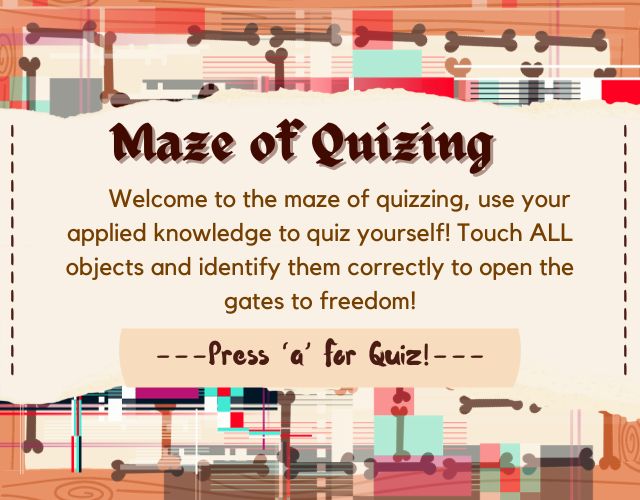 Maze of Quizing
Welcome to the maze of quizzing, use your
applied knowledge to quiz yourself! Touch ALL
objects and identify them correctly to open the
gates to freedom!
---Press ‘a’ for Quiz!---